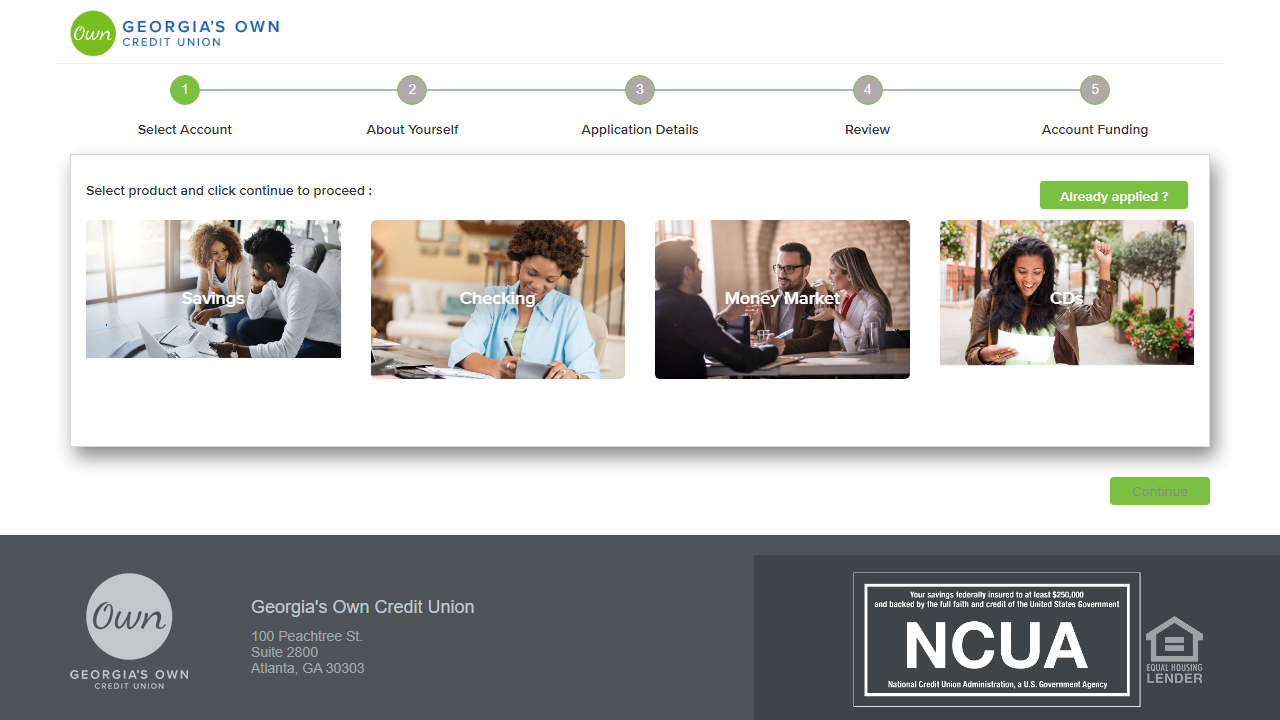 Own
GEORGIA'S OWN
CREDIT UNION
1
2
3
4
5
Select Account
About Yourself
Application Details
Review
Account Funding
Select product and click continue to proceed :
Already applied ?
Savings
Checking
Money Market
CDs
Continue
Own
GEORGIA'S OWN
CREDIT UNION
Georgia's Own Credit Union
100 Peachtree St.
Suite 2800
Atlanta, GA 30303
Your savings federally insured to at least $250,000
and backed by the full faith and credit of the United States Government
NCUA
National Credit Union Administration, a U.S. Government Agency
EQUAL HOUSING
LENDER